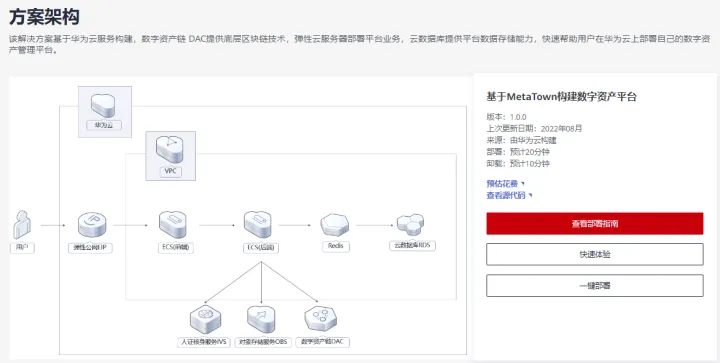 方案架构
该解决方案基于华为云服务构建，数字资产链 DAC提供底层区块链技术，弹性云服务器部署平台业务，云数据库提供平台数据存储能力，快速帮助用户在华为云上部署自己的数字资
产管理平台。
华为云
VPC
用户
弹性公网EIP
ECS(前端)
ECS(后端)
Redis
云数据库RDS
人证核身服务IVS
对象存储服务OBS
数字资产链DAC
基于MetaTown构建数字资产平台
版本：1.0.0
上次更新日期：2022年08月
来源：由华为云构建
部署：预计20分钟
卸载：预计10分钟
预估花费
查看源代码
查看部署指南
快速体验
一键部署